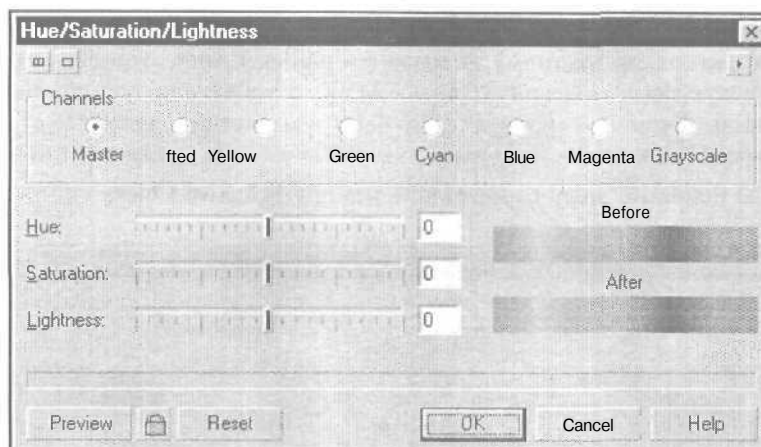 Hue/Saturation/Lightness
Channels
Master fted Yellow Green Cyan Blue Magenta Grayscale
Hue: 0 Before
Saturation: 0 After
Lightness: 0
Preview Reset OK Cancel Help